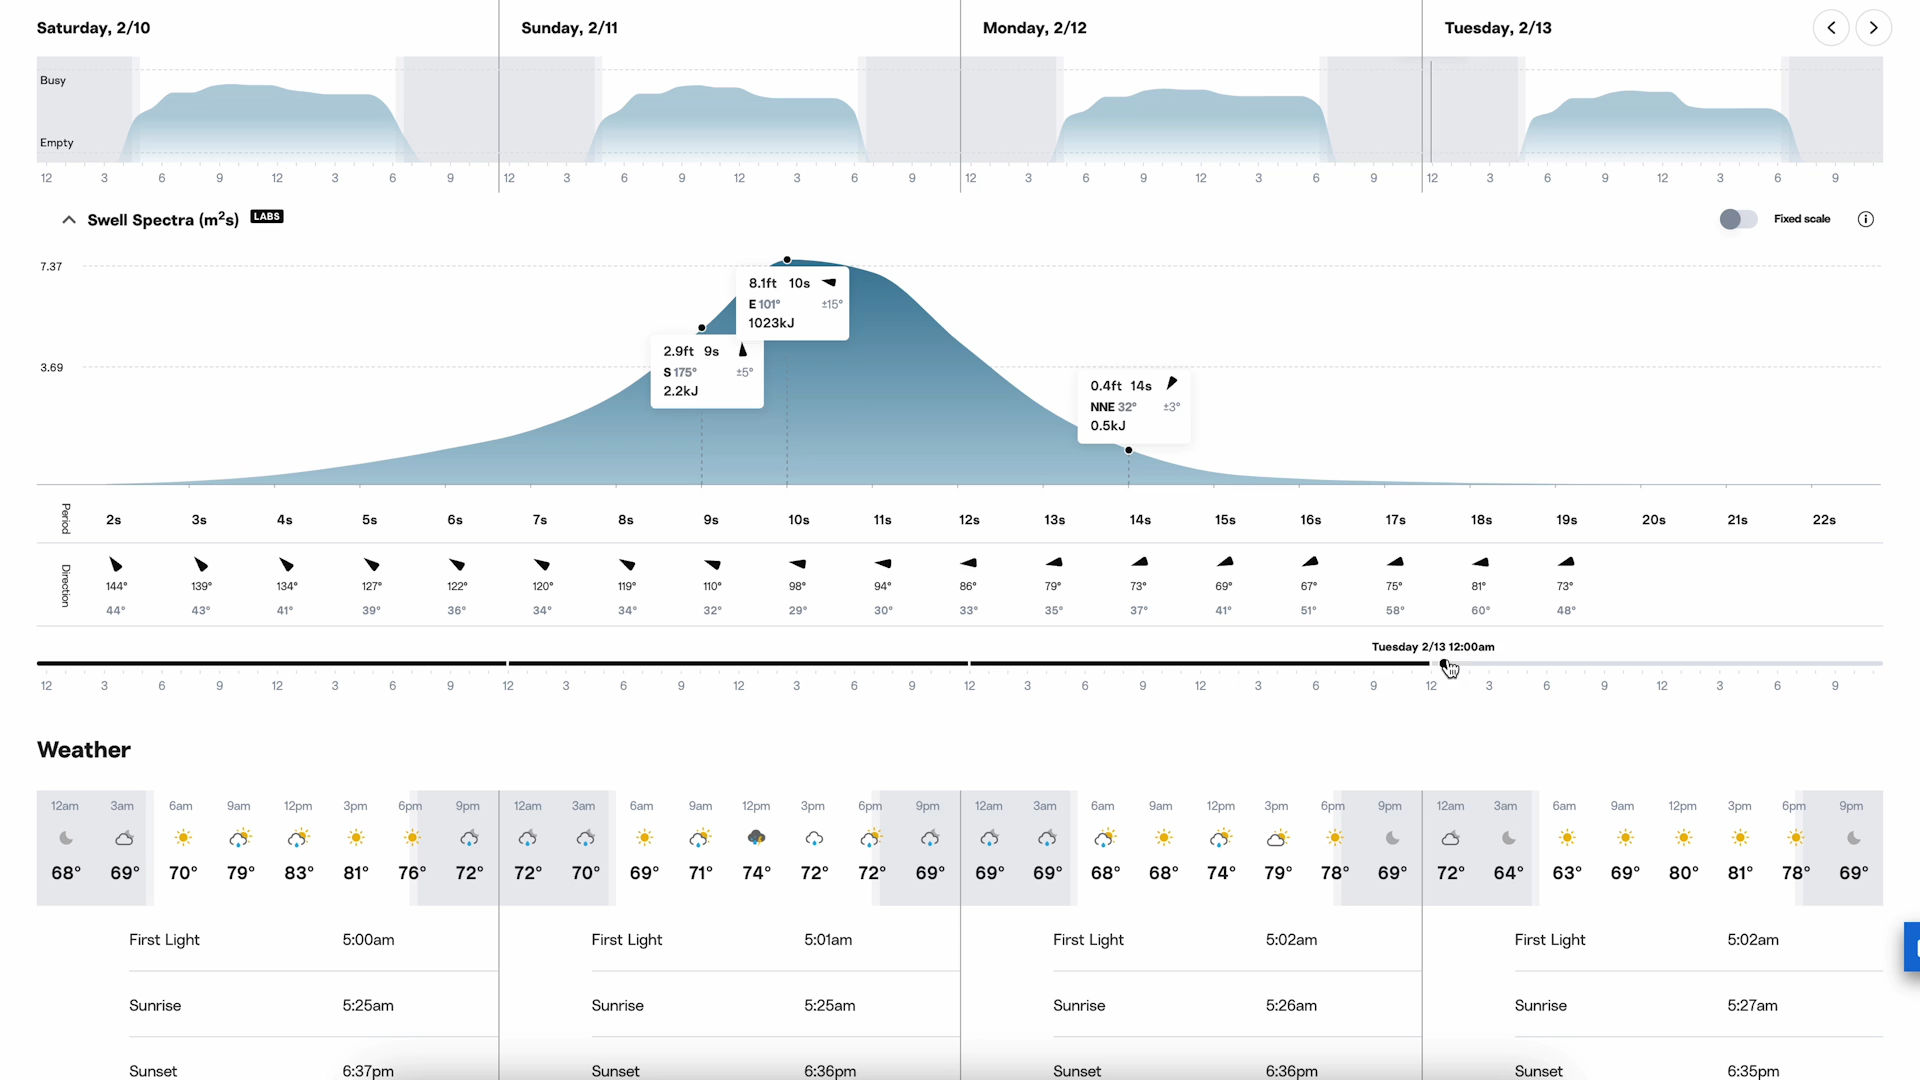 Saturday, 2/10 Sunday, 2/11 Monday, 2/12 Tuesday, 2/13
Busy
Empty
12 3 6 9 12 3 6 9 12 3 6 9 12 3 6 9 12 3 6 9 12 3 6 9 12 3 6 9 12 3 6 9
Swell Spectra (m²s) LABS Fixed scale
7.37
8.1ft 10s
E 101° ±15°
1023kJ
2.9ft 9s
S 175° ±5°
2.2kJ
3.69
0.4ft 14s
NNE 32° ±3°
0.5kJ
Period 2s 3s 4s 5s 6s 7s 8s 9s 10s 11s 12s 13s 14s 15s 16s 17s 18s 19s 20s 21s 22s
Direction
144° 139° 134° 127° 122° 120° 119° 110° 98° 94° 86° 79° 73° 69° 67° 75° 81° 73°
44° 43° 41° 39° 36° 34° 34° 32° 29° 30° 33° 35° 37° 41° 51° 58° 60° 48°
Tuesday 2/13 12:00am
12 3 6 9 12 3 6 9 12 3 6 9 12 3 6 9 12 3 6 9 12 3 6 9 12 3 6 9 12 3 6 9
Weather
12am 3am 6am 9am 12pm 3pm 6pm 9pm 12am 3am 6am 9am 12pm 3pm 6pm 9pm 12am 3am 6am 9am 12pm 3pm 6pm 9pm 12am 3am 6am 9am 12pm 3pm 6pm 9pm
68° 69° 70° 79° 83° 81° 76° 72° 72° 70° 69° 71° 74° 72° 72° 69° 69° 69° 68° 68° 74° 79° 78° 69° 72° 64° 63° 69° 80° 81° 78° 69°
First Light 5:00am First Light 5:01am First Light 5:02am First Light 5:02am
Sunrise 5:25am Sunrise 5:25am Sunrise 5:26am Sunrise 5:27am
Sunset 6:37pm Sunset 6:36pm Sunset 6:36pm Sunset 6:35pm